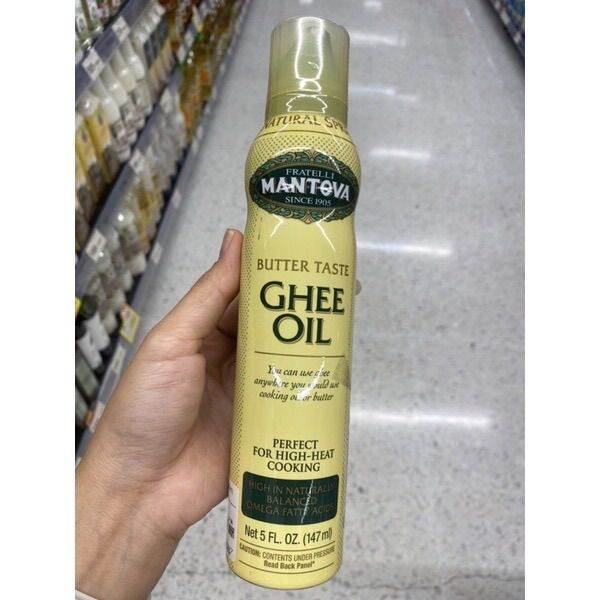 NATURAL SPR
FRATELLI
MANTOVA
SINCE 1905
BUTTER TASTE
GHEE
OIL
You can use ghee
anywhere you would use
cooking oil or butter
PERFECT
FOR HIGH-HEAT
COOKING
HIGH IN NATURALLY
BALANCED
OMEGA FATTY ACIDS
Net 5 FL. OZ. (147ml)
CAUTION: CONTENTS UNDER PRESSURE
Read Back Panel*